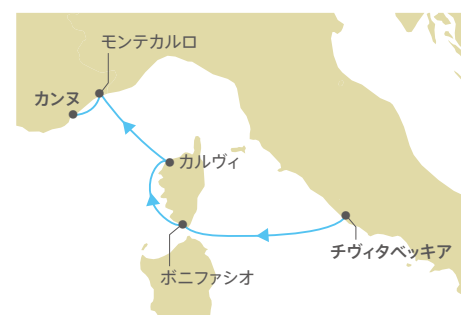 モンテカルロ
カンヌ
カルヴィ
チヴィタベッキア
ボニファシオ